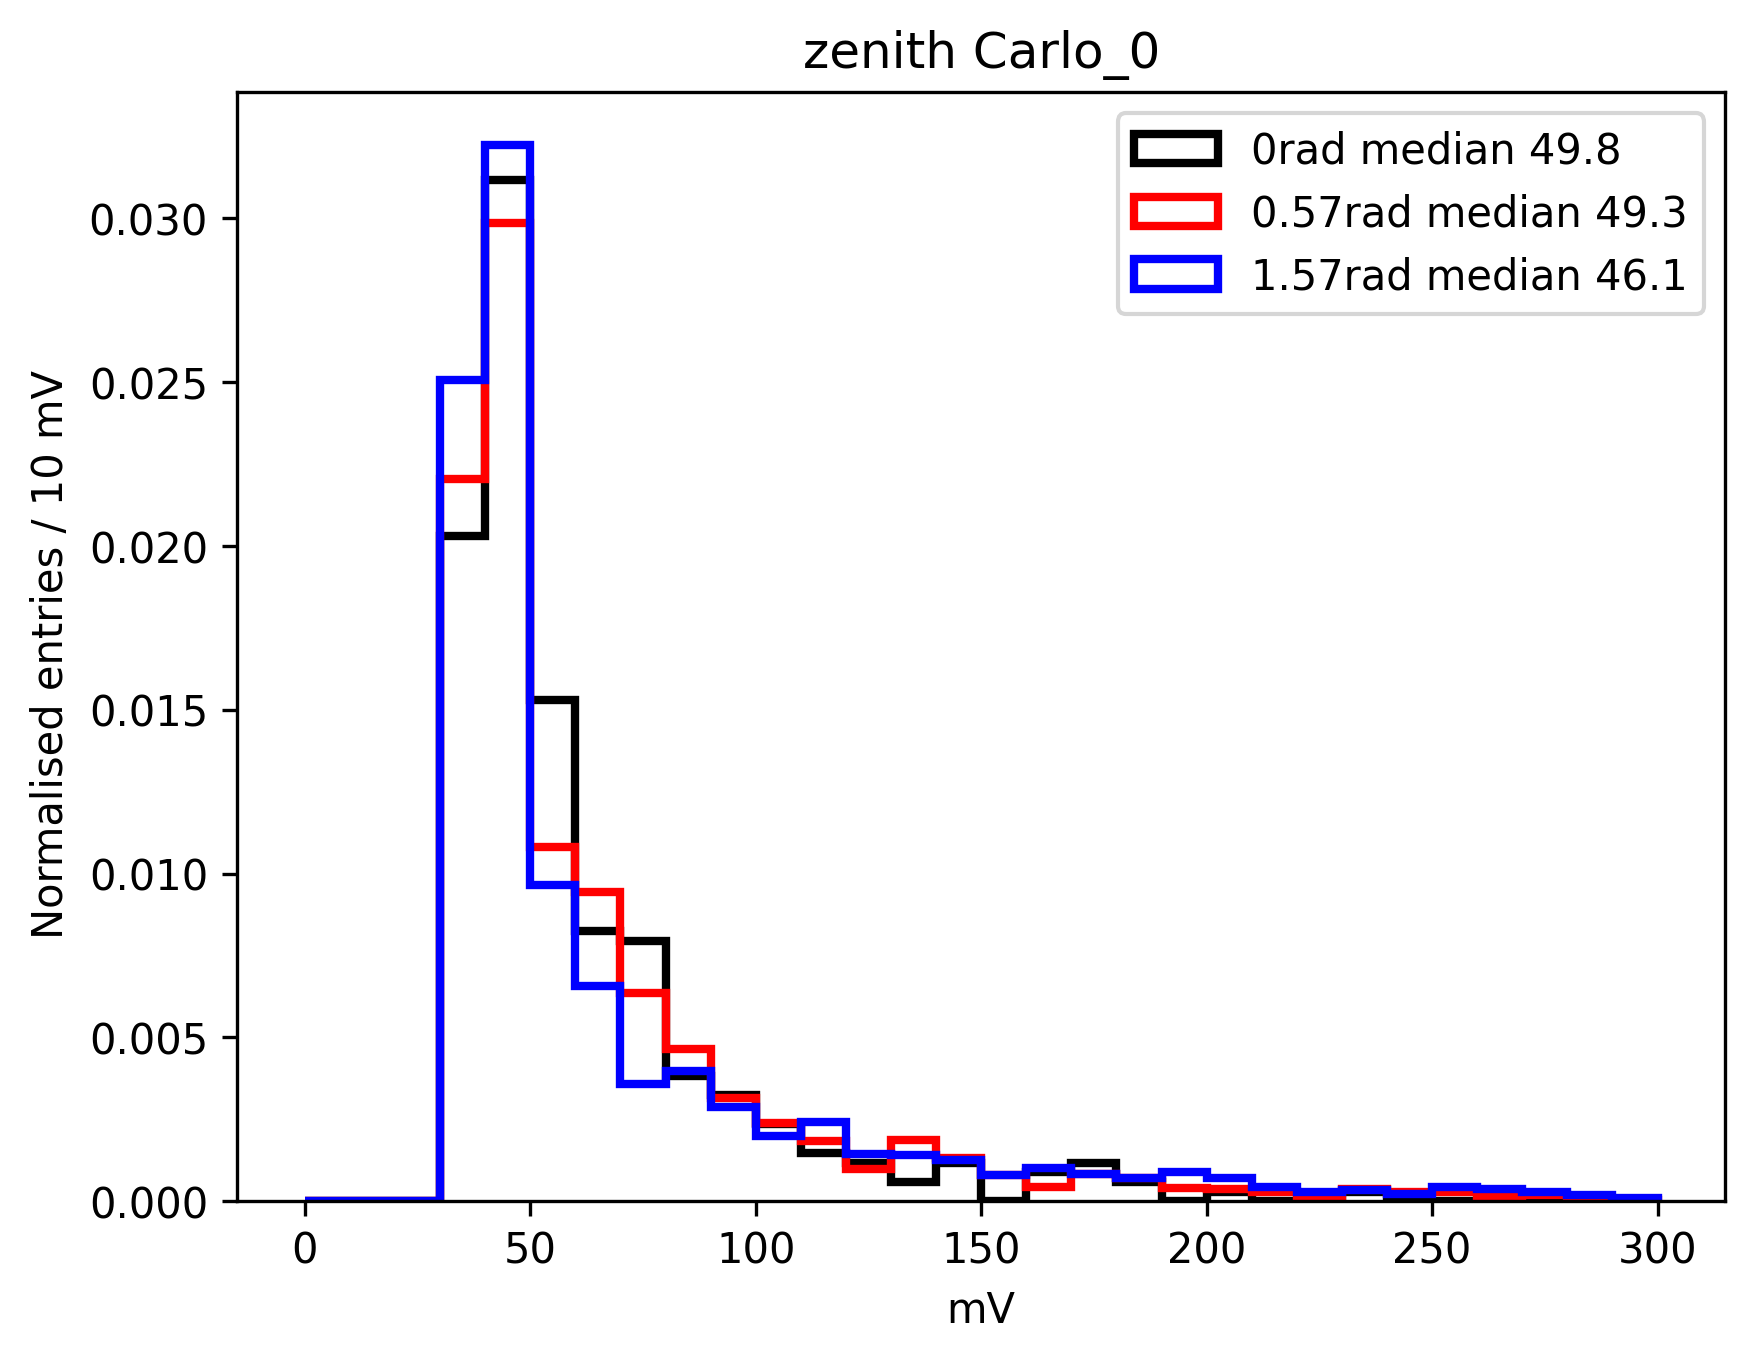 zenith Carlo_0
0rad median 49.8
0.57rad median 49.3
1.57rad median 46.1
Normalised entries / 10 mV
0.030
0.025
0.020
0.015
0.010
0.005
0.000
0 50 100 150 200 250 300
mV